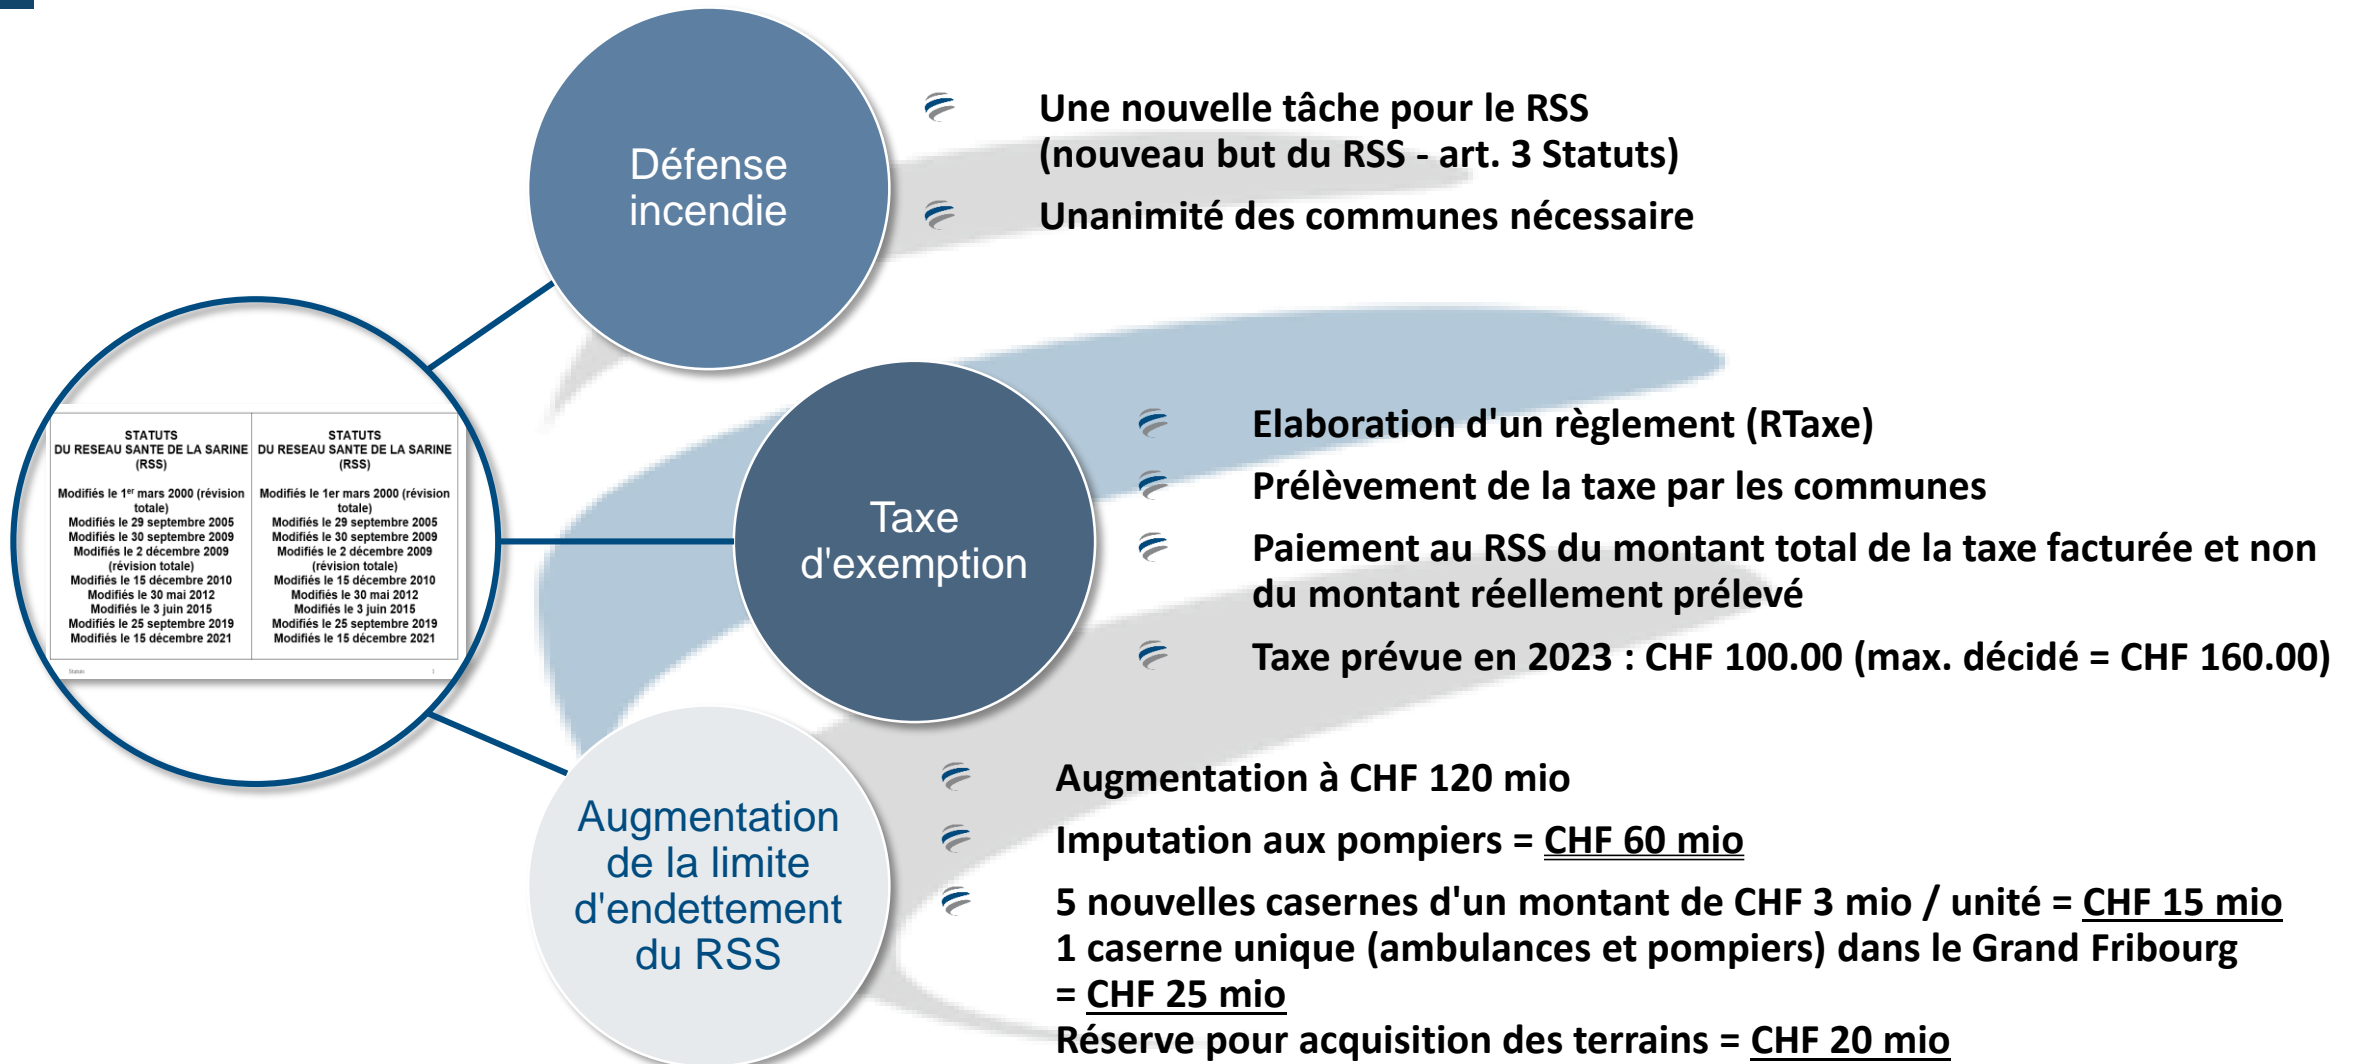 Défense
incendie
Une nouvelle tâche pour le RSS
(nouveau but du RSS - art. 3 Statuts)
Unanimité des communes nécessaire
STATUTS
DU RESEAU SANTE DE LA SARINE
(RSS)
Modifiés le 1er mars 2000 (révision
totale)
Modifiés le 29 septembre 2005
Modifiés le 30 septembre 2009
Modifiés le 2 décembre 2009
(révision totale)
Modifiés le 15 décembre 2010
Modifiés le 30 mai 2012
Modifiés le 3 juin 2015
Modifiés le 25 septembre 2019
Modifiés le 15 décembre 2021
STATUTS
DU RESEAU SANTE DE LA SARINE
(RSS)
Modifiés le 1er mars 2000 (révision
totale)
Modifiés le 29 septembre 2005
Modifiés le 30 septembre 2009
Modifiés le 2 décembre 2009
(révision totale)
Modifiés le 15 décembre 2010
Modifiés le 30 mai 2012
Modifiés le 3 juin 2015
Modifiés le 25 septembre 2019
Modifiés le 15 décembre 2021
Statuts
1
Taxe
d'exemption
Elaboration d'un règlement (RTaxe)
Prélèvement de la taxe par les communes
Paiement au RSS du montant total de la taxe facturée et non
du montant réellement prélevé
Taxe prévue en 2023 : CHF 100.00 (max. décidé = CHF 160.00)
Augmentation
de la limite
d'endettement
du RSS
Augmentation à CHF 120 mio
Imputation aux pompiers = CHF 60 mio
5 nouvelles casernes d'un montant de CHF 3 mio / unité = CHF 15 mio
1 caserne unique (ambulances et pompiers) dans le Grand Fribourg
= CHF 25 mio
Réserve pour acquisition des terrains = CHF 20 mio